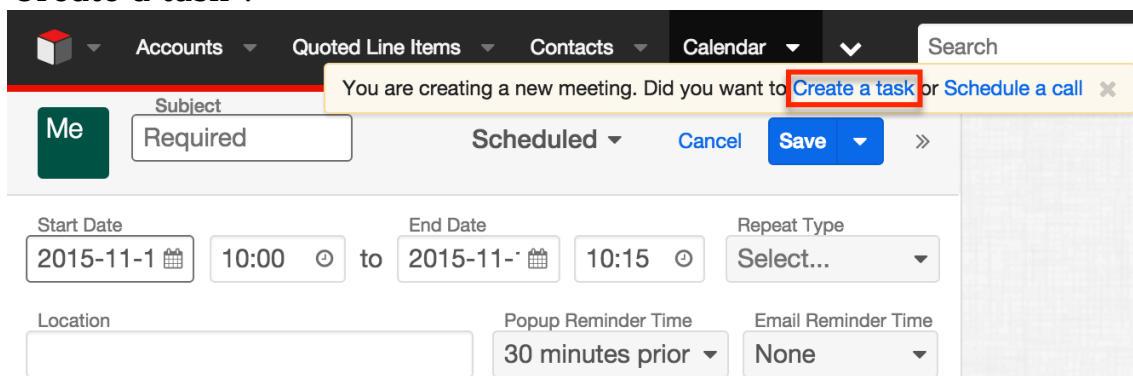 Accounts Quoted Line Items Contacts Calendar Search
You are creating a new meeting. Did you want to Create a task or Schedule a call
Me
Subject
Required
Scheduled
Cancel
Save
Start Date End Date Repeat Type
2015-11-1 10:00 to 2015-11- 10:15 Select...
Location Popup Reminder Time Email Reminder Time
30 minutes prior None